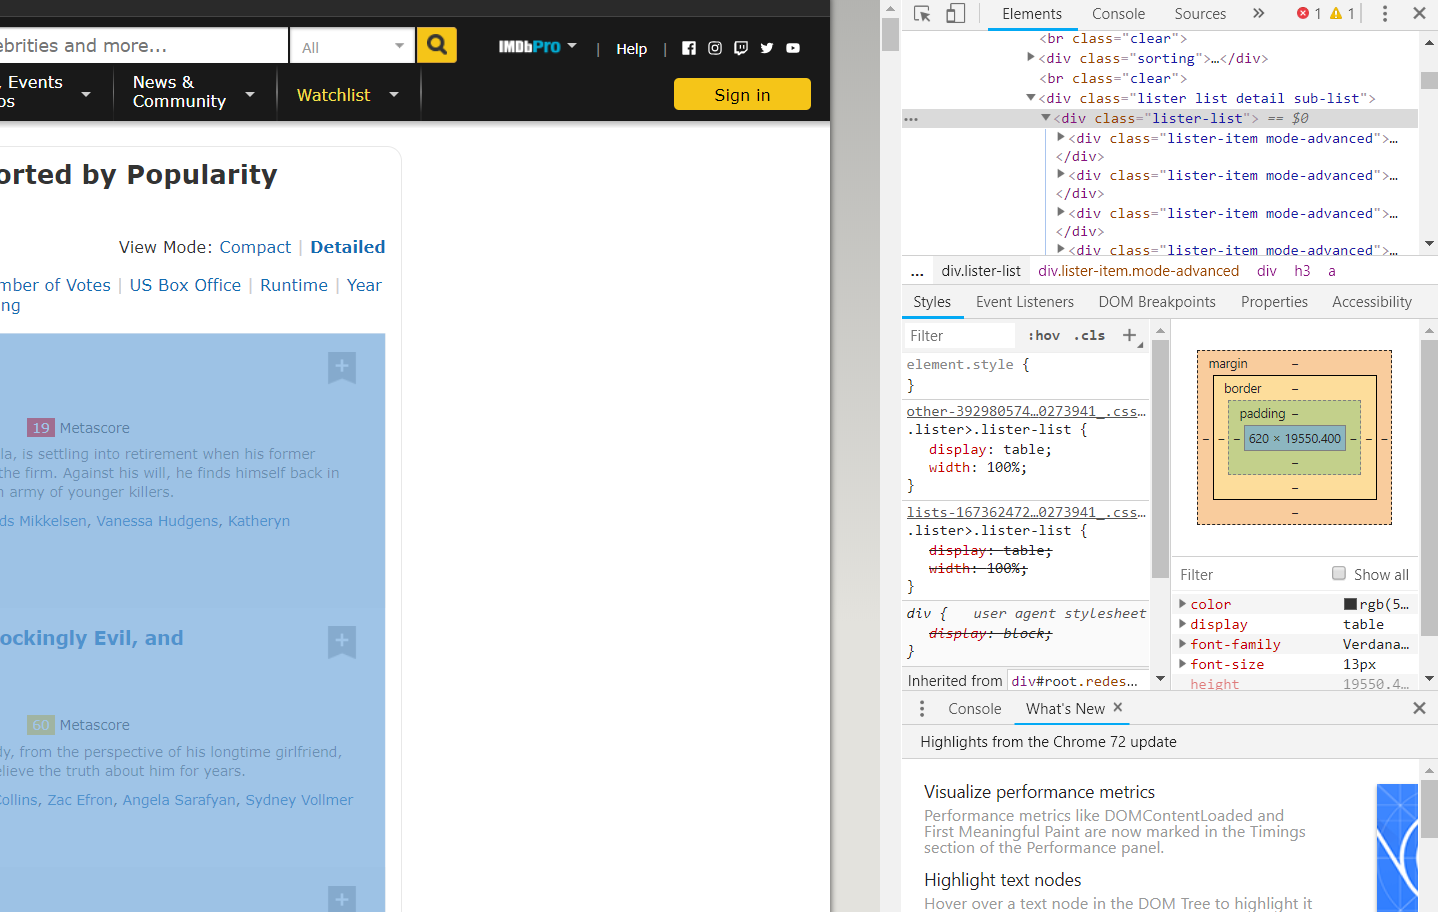 ebrities and more...
All
IMDbPro
|
Help
|
, Events
os
News &
Community
Watchlist
Sign in
orted by Popularity
View Mode: Compact | Detailed
mber of Votes | US Box Office | Runtime | Year
ng
19 Metascore
la, is settling into retirement when his former
the firm. Against his will, he finds himself back in
n army of younger killers.
ds Mikkelsen, Vanessa Hudgens, Katheryn
ockingly Evil, and
60 Metascore
dy, from the perspective of his longtime girlfriend,
elieve the truth about him for years.
Collins, Zac Efron, Angela Sarafyan, Sydney Vollmer
Elements
Console
Sources
»
1
1
<br class="clear">
<div class="sorting">…</div>
<br class="clear">
<div class="lister list detail sub-list">
<div class="lister-list"> == $0
<div class="lister-item mode-advanced">…
</div>
<div class="lister-item mode-advanced">…
</div>
<div class="lister-item mode-advanced">…
</div>
<div class="lister-item mode-advanced">…
... div.lister-list div.lister-item.mode-advanced div h3 a
Styles Event Listeners DOM Breakpoints Properties Accessibility
Filter :hov .cls +
element.style {
}
other-392980574…0273941_.css…
.lister>.lister-list {
display: table;
width: 100%;
}
lists-167362472…0273941_.css…
.lister>.lister-list {
display: table;
width: 100%;
}
div { user agent stylesheet
display: block;
}
Inherited from div#root.redes…
margin –
border –
padding –
– – – 620 × 19550.400 – – –
–
–
–
Filter Show all
color rgb(5…
display table
font-family Verdana…
font-size 13px
height 19550.4…
Console What's New ×
Highlights from the Chrome 72 update
Visualize performance metrics
Performance metrics like DOMContentLoaded and
First Meaningful Paint are now marked in the Timings
section of the Performance panel.
Highlight text nodes
Hover over a text node in the DOM Tree to highlight it